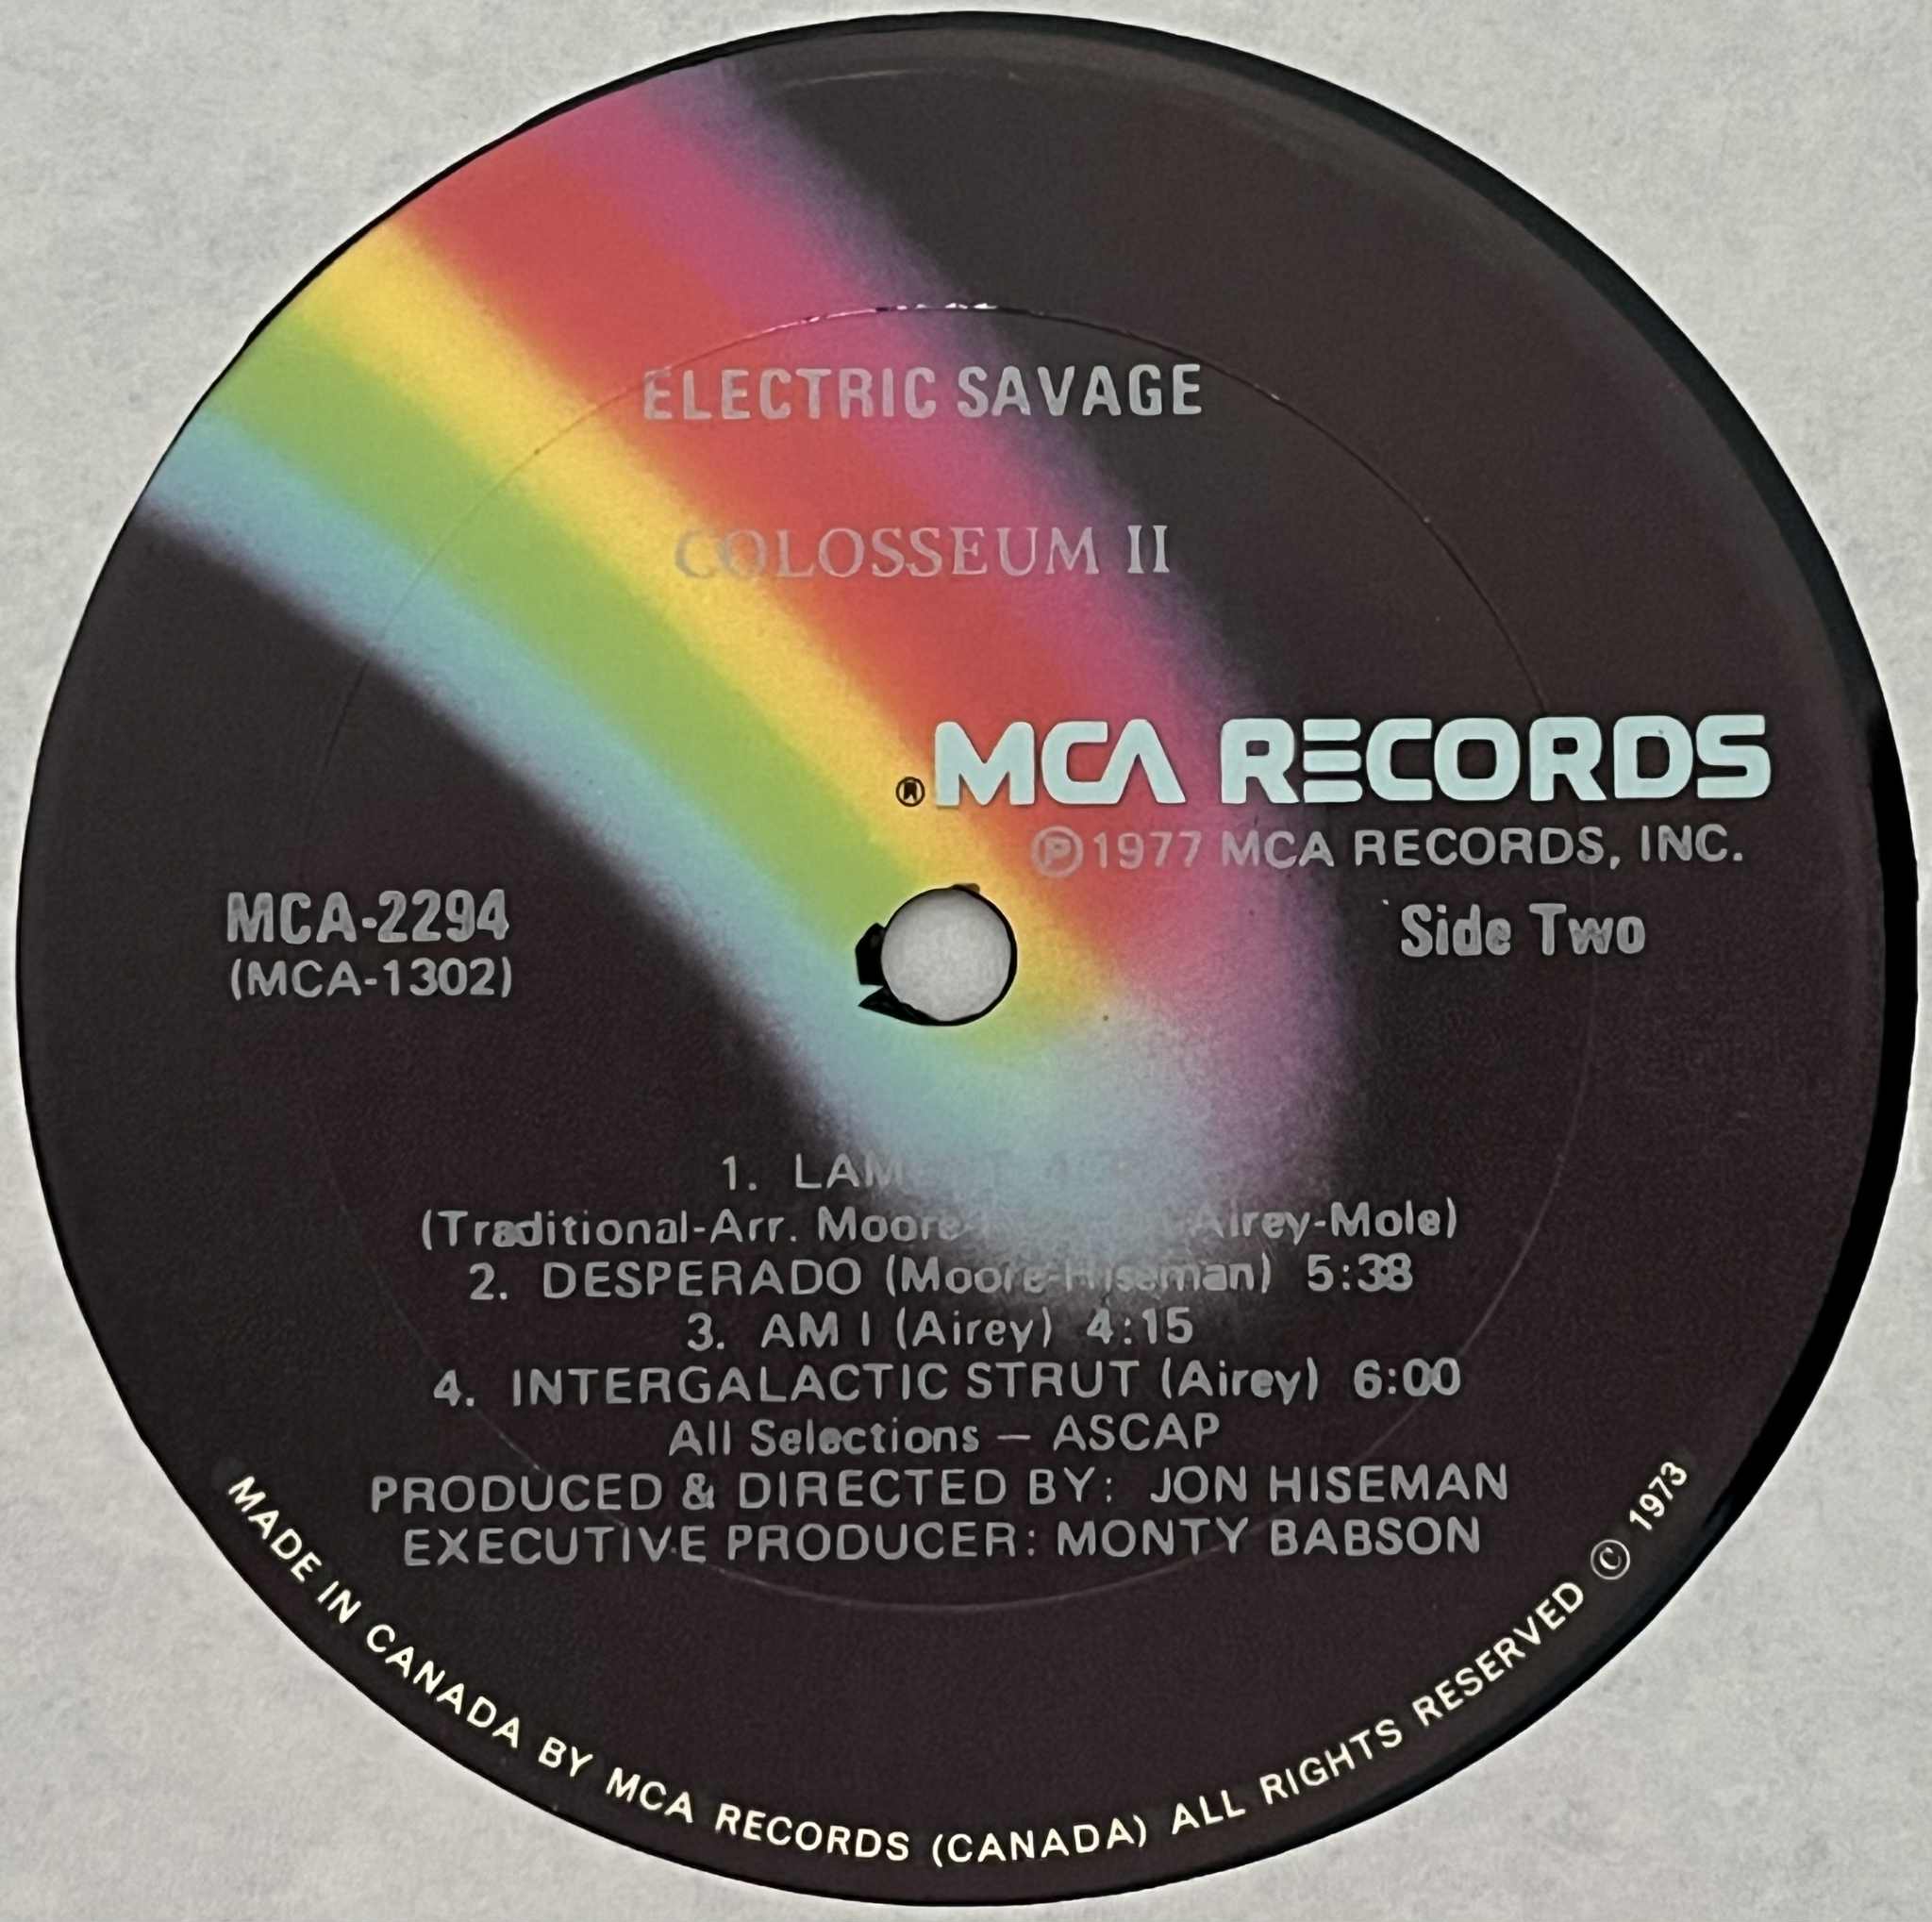 ELECTRIC SAVAGE
COLOSSEUM II
® MCA RECORDS
Ⓟ1977 MCA RECORDS, INC.
MCA-2294
(MCA-1302)
Side Two
1. LAM
(Traditional-Arr. Moore- Airey-Mole)
2. DESPERADO (Moore-Hiseman) 5:38
3. AM I (Airey) 4:15
4. INTERGALACTIC STRUT (Airey) 6:00
All Selections — ASCAP
PRODUCED & DIRECTED BY: JON HISEMAN
EXECUTIVE PRODUCER: MONTY BABSON
MADE IN CANADA BY MCA RECORDS (CANADA) ALL RIGHTS RESERVED © 1973